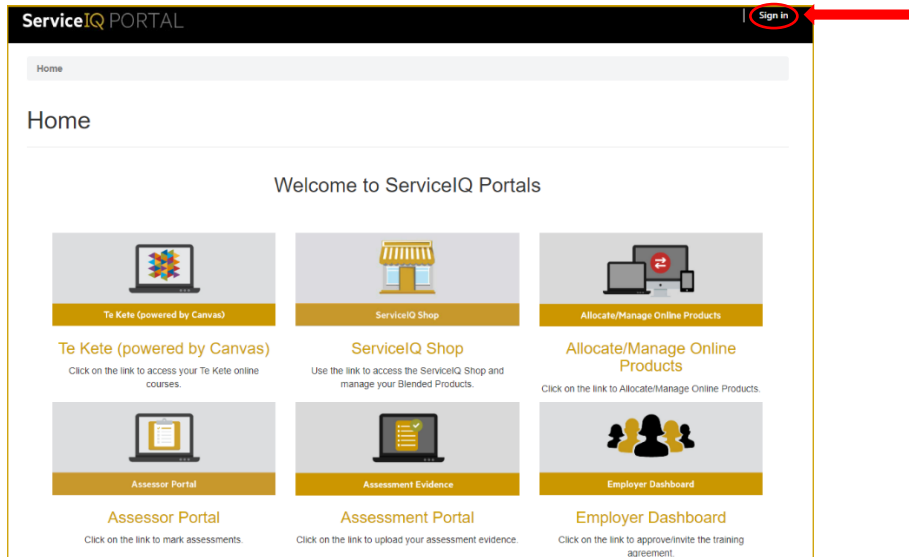 ServiceIQ PORTAL
Sign in
Home
Home
Welcome to ServiceIQ Portals
Te Kete (powered by Canvas)
ServiceIQ Shop
Allocate/Manage Online Products
Te Kete (powered by Canvas)
Click on the link to access your Te Kete online
courses.
ServiceIQ Shop
Use the link to access the ServiceIQ Shop and
manage your Blended Products.
Allocate/Manage Online
Products
Click on the link to Allocate/Manage Online Products.
Assessor Portal
Assessment Evidence
Employer Dashboard
Assessor Portal
Click on the link to mark assessments.
Assessment Portal
Click on the link to upload your assessment evidence.
Employer Dashboard
Click on the link to approve/invite the training
agreement.